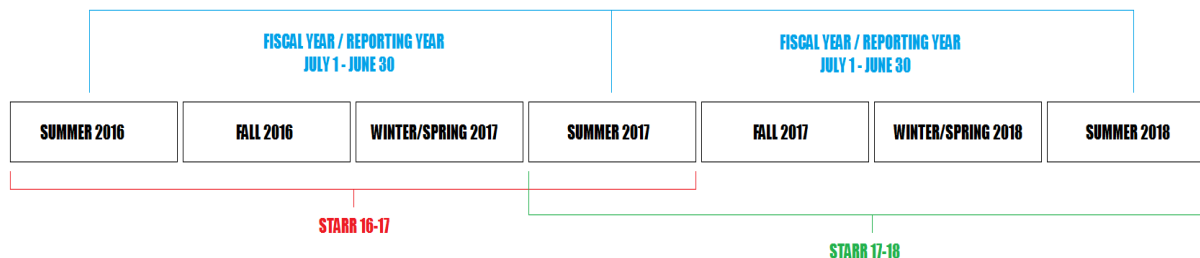 FISCAL YEAR / REPORTING YEAR
JULY 1 - JUNE 30
FISCAL YEAR / REPORTING YEAR
JULY 1 - JUNE 30
SUMMER 2016
FALL 2016
WINTER/SPRING 2017
SUMMER 2017
FALL 2017
WINTER/SPRING 2018
SUMMER 2018
STARR 16-17
STARR 17-18